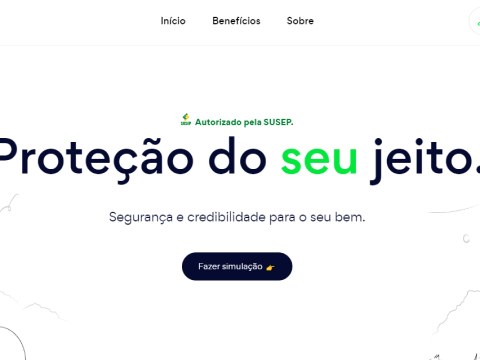 Início Benefícios Sobre
Autorizado pela SUSEP.
Proteção do seu jeito.
Segurança e credibilidade para o seu bem.
Fazer simulação 👉